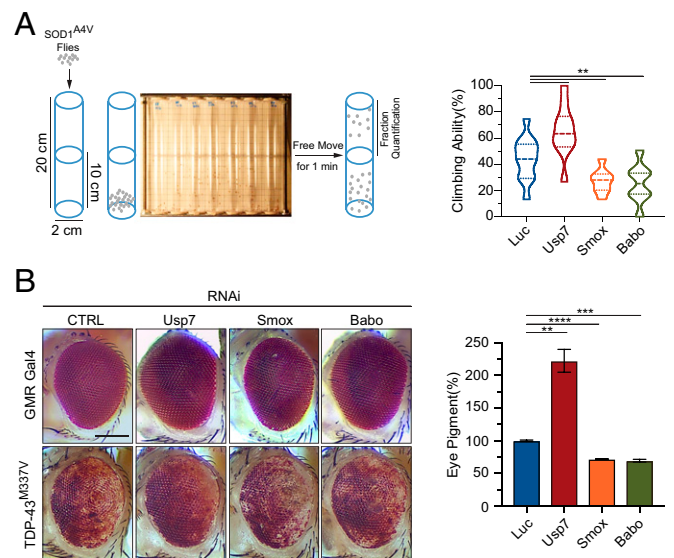 A
SOD1A4V
Flies
20 cm
10 cm
2 cm
Free Move
for 1 min
Fraction
Quantification
**
Climbing Ability(%)
100
80
60
40
20
0
Luc
Usp7
Smox
Babo
B
RNAi
CTRL
Usp7
Smox
Babo
GMR Gal4
TDP-43M337V
***
****
**
Eye Pigment(%)
250
200
150
100
50
0
Luc
Usp7
Smox
Babo